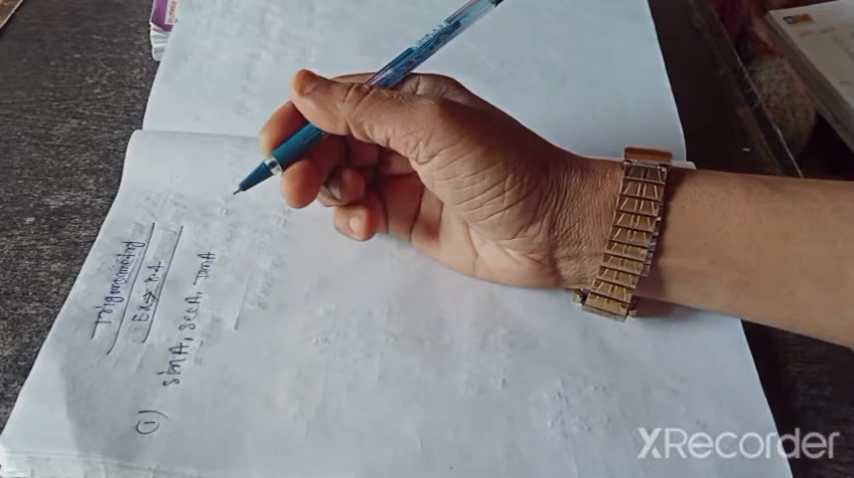 Trigonometry
Ex→ 8.4
(1) sinA, secA, TanA
XRecorder